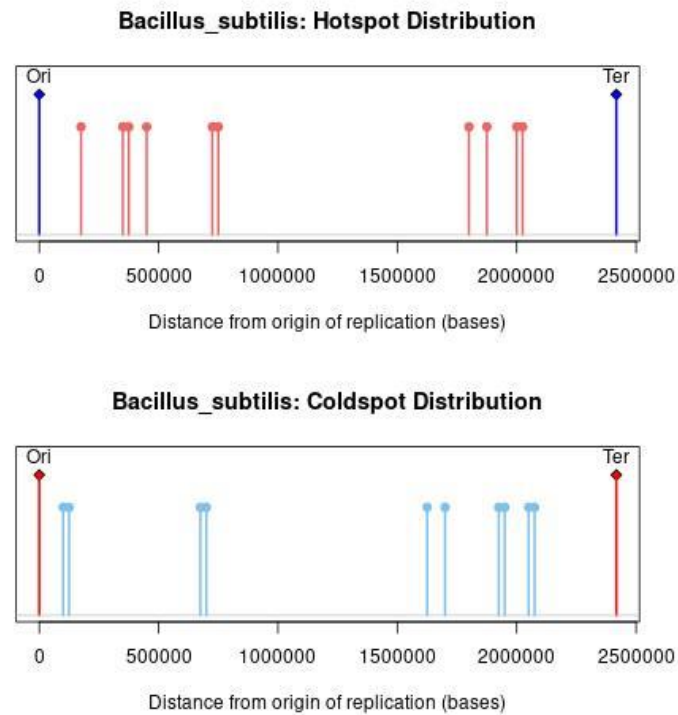 Bacillus_subtilis: Hotspot Distribution
Ori Ter
0 500000 1000000 1500000 2000000 2500000
Distance from origin of replication (bases)
Bacillus_subtilis: Coldspot Distribution
Ori Ter
0 500000 1000000 1500000 2000000 2500000
Distance from origin of replication (bases)